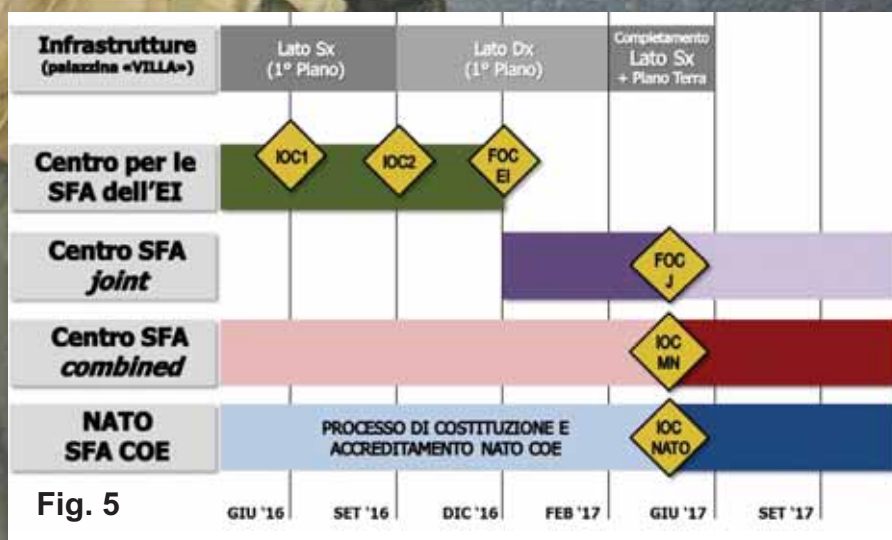 Infrastrutture
(palazzina «VILLA»)
Lato Sx
(1° Piano)
Lato Dx
(1° Piano)
Completamento
Lato Sx
+ Plano Terra
Centro per le
SFA dell'EI
IOC1
IOC2
FOC
EI
Centro SFA
joint
FOC
J
Centro SFA
combined
IOC
MN
NATO
SFA COE
PROCESSO DI COSTITUZIONE E
ACCREDITAMENTO NATO COE
IOC
NATO
Fig. 5
GIU '16
SET '16
DIC '16
FEB '17
GIU '17
SET '17